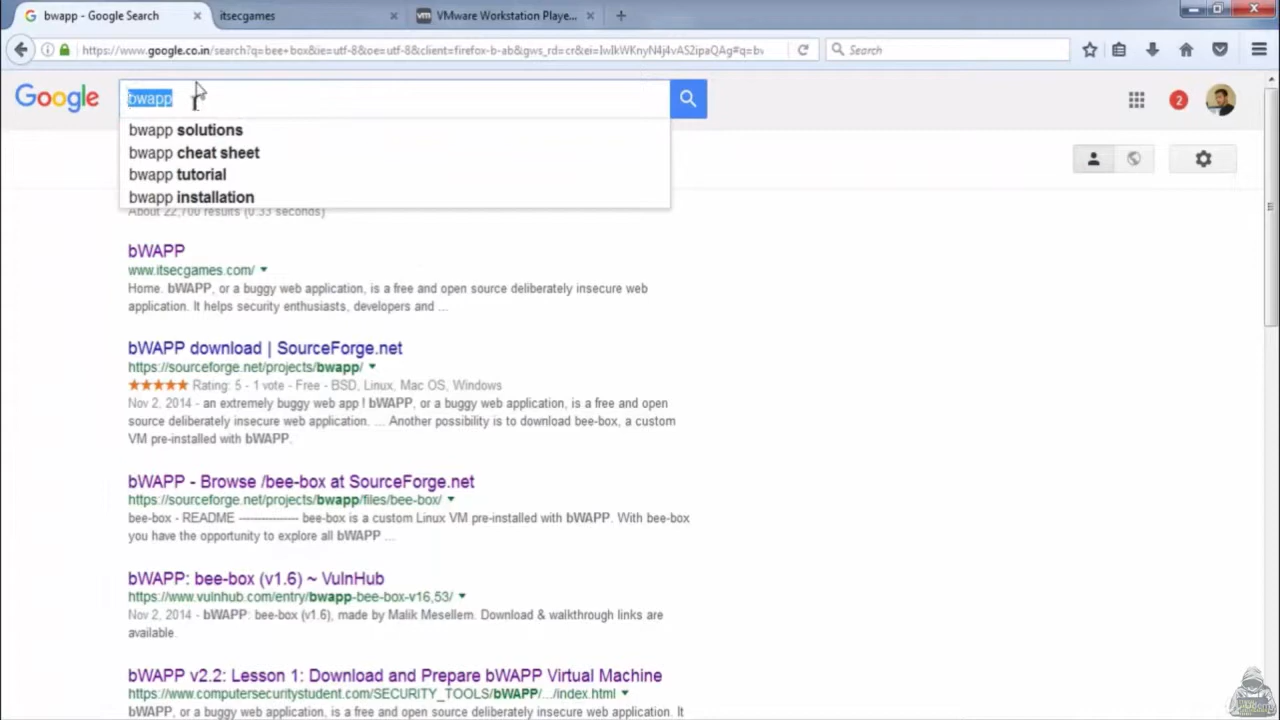 bwapp - Google Search
itsecgames
VMware Workstation Playe...
https://www.google.co.in/search?q=bee+box&ie=utf-8&oe=utf-8&client=firefox-b-ab&gws_rd=cr&ei=
Search
Google
bwapp
2
bwapp solutions
bwapp cheat sheet
bwapp tutorial
bwapp installation
About 22,700 results (0.33 seconds)
bWAPP
www.itsecgames.com/
Home. bWAPP, or a buggy web application, is a free and open source deliberately insecure web
application. It helps security enthusiasts, developers and ...
bWAPP download | SourceForge.net
https://sourceforge.net/projects/bwapp/
Rating: 5 - 1 vote - Free - BSD, Linux, Mac OS, Windows
Nov 2, 2014 - an extremely buggy web app ! bWAPP, or a buggy web application, is a free and open
source deliberately insecure web application. ... Another possibility is to download bee-box, a custom
VM pre-installed with bWAPP.
bWAPP - Browse /bee-box at SourceForge.net
https://sourceforge.net/projects/bwapp/files/bee-box/
bee-box - README ---------------- bee-box is a custom Linux VM pre-installed with bWAPP. With bee-box
you have the opportunity to explore all bWAPP ...
bWAPP: bee-box (v1.6) ~ VulnHub
https://www.vulnhub.com/entry/bwapp-bee-box-v16,53/
Nov 2, 2014 - bWAPP: bee-box (v1.6), made by Malik Mesellem. Download & walkthrough links are
available.
bWAPP v2.2: Lesson 1: Download and Prepare bWAPP Virtual Machine
https://www.computersecuritystudent.com/SECURITY_TOOLS/bWAPP/.../index.html
bWAPP, or a buggy web application, is a free and open source deliberately insecure web application. It